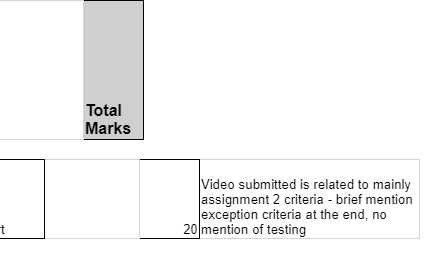 Total
Marks
Video submitted is related to mainly
assignment 2 criteria - brief mention
exception criteria at the end, no
rt 20 mention of testing